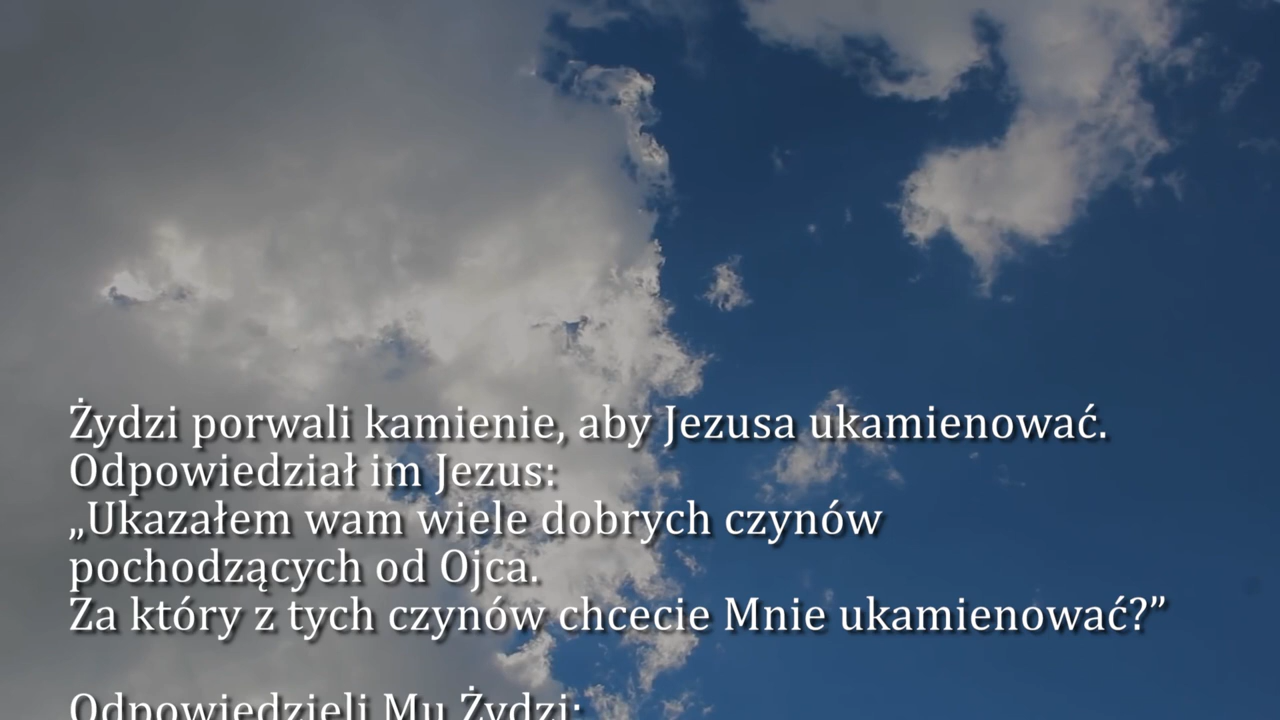 Żydzi porwali kamienie, aby Jezusa ukamienować.
Odpowiedział im Jezus:
„Ukazałem wam wiele dobrych czynów
pochodzących od Ojca.
Za który z tych czynów chcecie Mnie ukamienować?”
Odpowiedzieli Mu Żydzi: